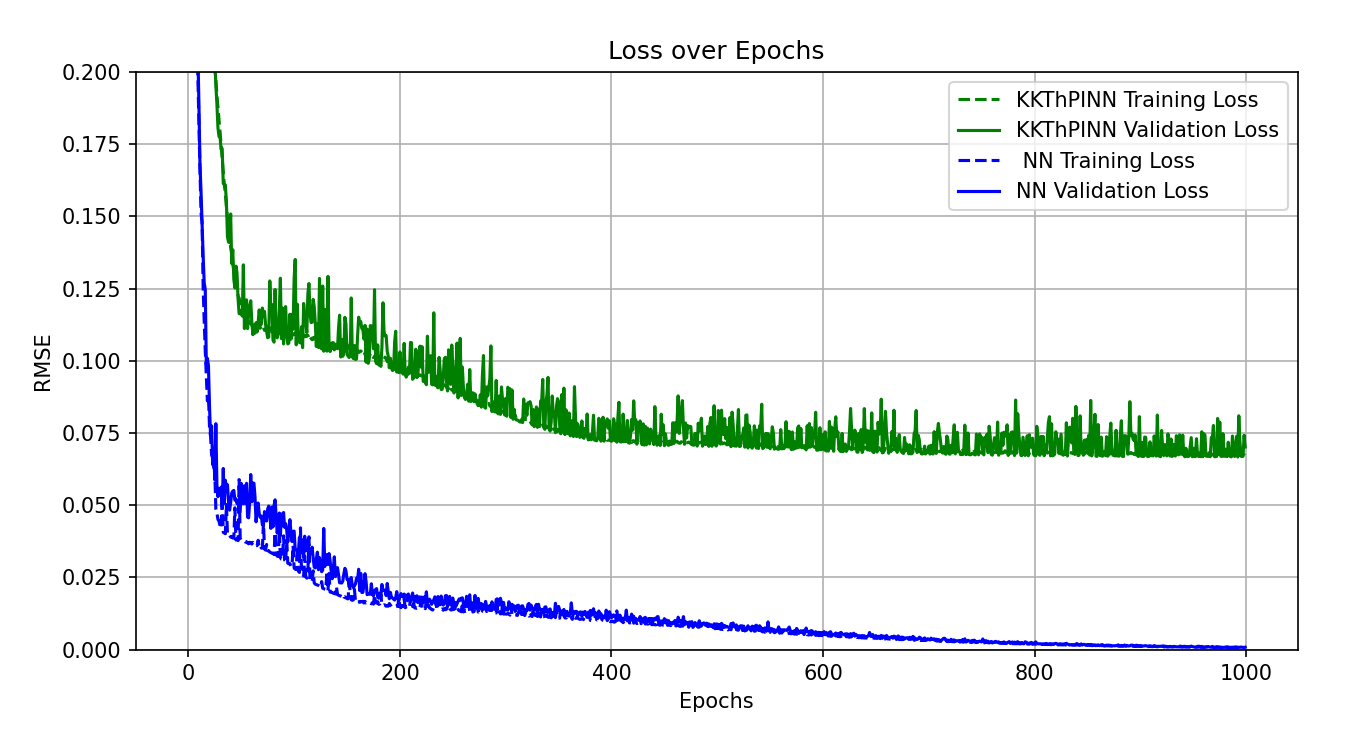 Loss over Epochs
RMSE
0.200
0.175
0.150
0.125
0.100
0.075
0.050
0.025
0.000
KKThPINN Training Loss
KKThPINN Validation Loss
NN Training Loss
NN Validation Loss
0 200 400 600 800 1000
Epochs